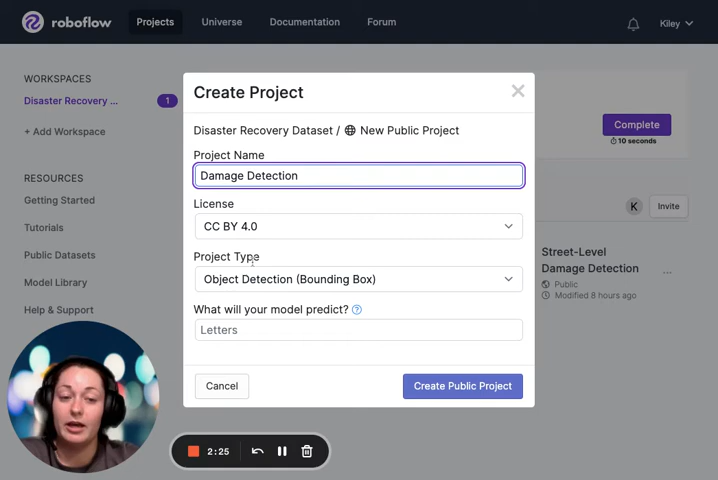 roboflow
Projects
Universe
Documentation
Forum
Kiley
WORKSPACES
Disaster Recovery ...
1
+ Add Workspace
RESOURCES
Getting Started
Tutorials
Public Datasets
Model Library
Help & Support
Create Project
Disaster Recovery Dataset / New Public Project
Project Name
Damage Detection
License
CC BY 4.0
Project Type
Object Detection (Bounding Box)
What will your model predict? ?
Letters
Cancel
Create Public Project
Complete
10 seconds
K
Invite
Street-Level
Damage Detection
...
Public
Modified 8 hours ago
2:25